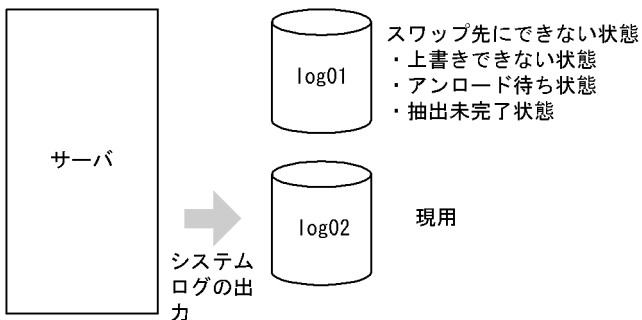 サーバ
log01
スワップ先にできない状態
・上書きできない状態
・アンロード待ち状態
・抽出未完了状態
log02
現用
システム
ログの出
力